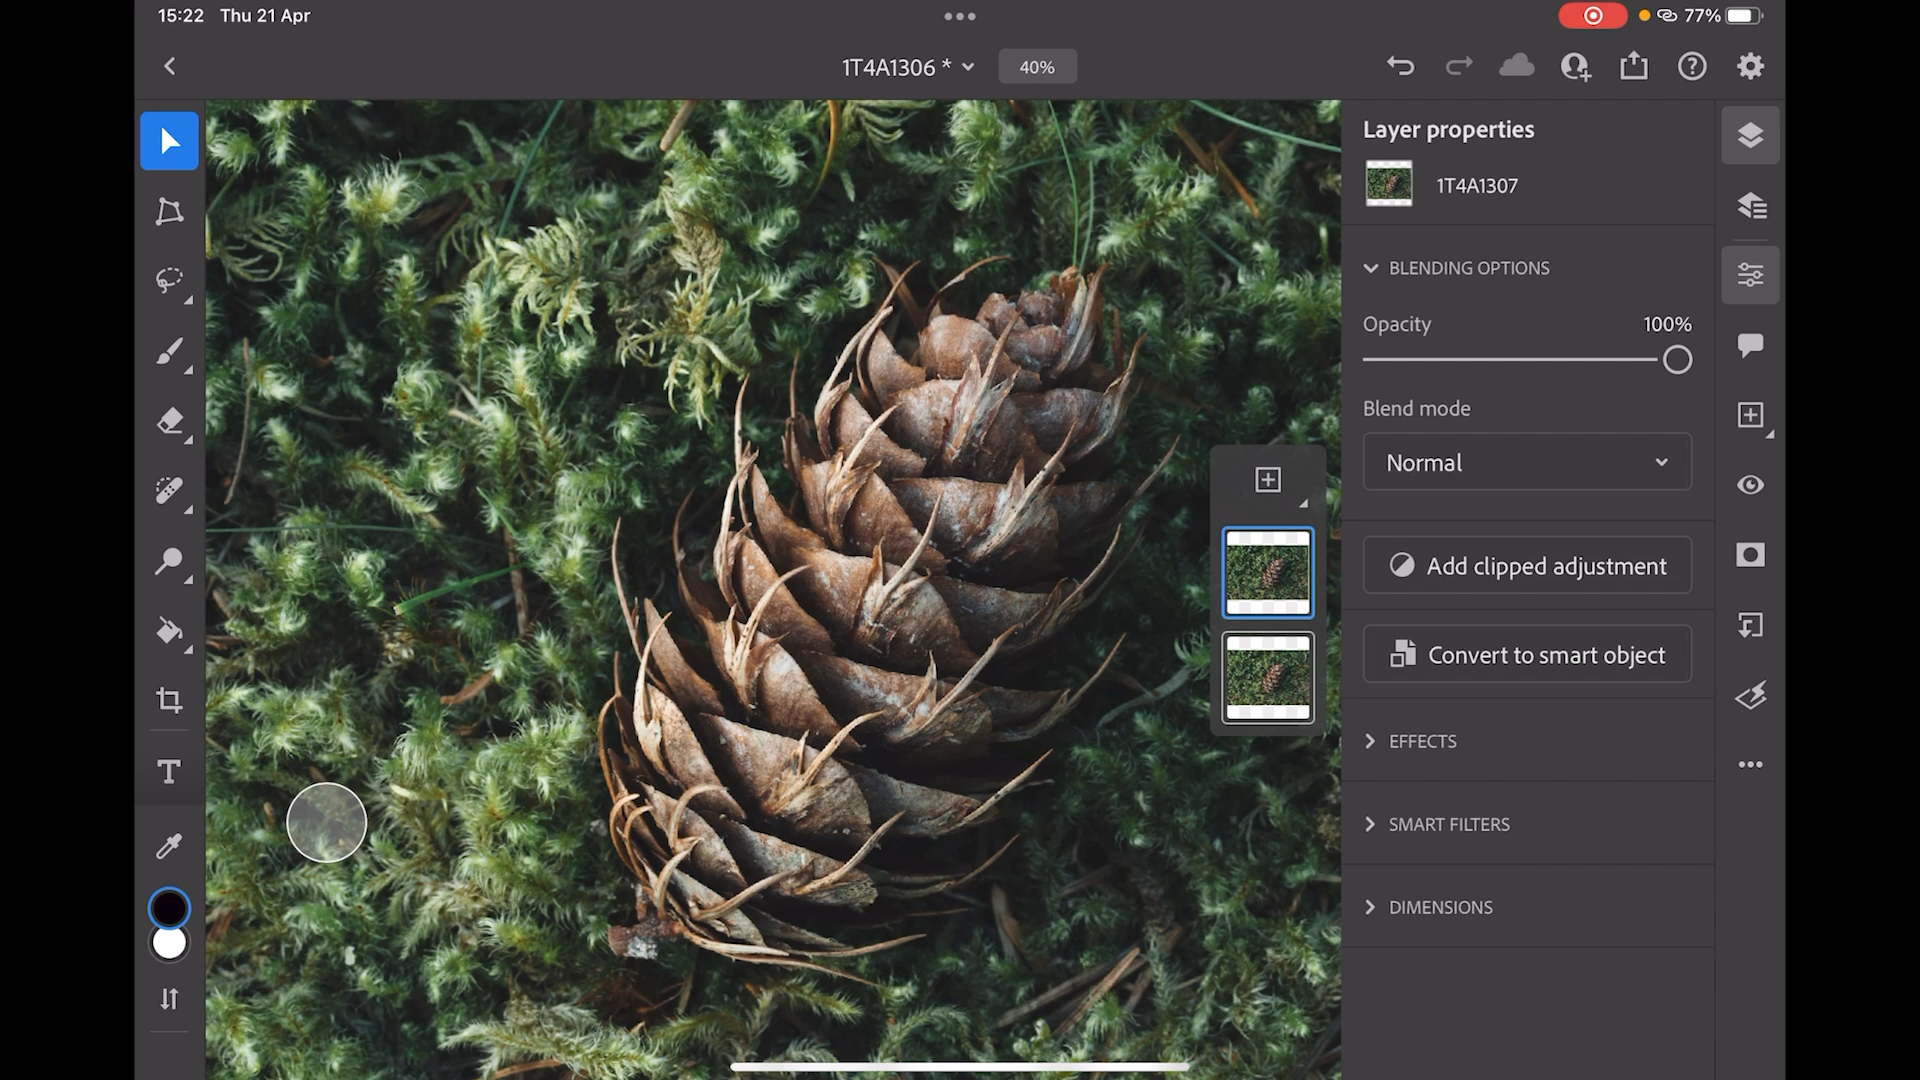 15:22 Thu 21 Apr
77%
1T4A1306 *
40%
Layer properties
1T4A1307
BLENDING OPTIONS
Opacity 100%
Blend mode
Normal
Add clipped adjustment
Convert to smart object
EFFECTS
SMART FILTERS
DIMENSIONS